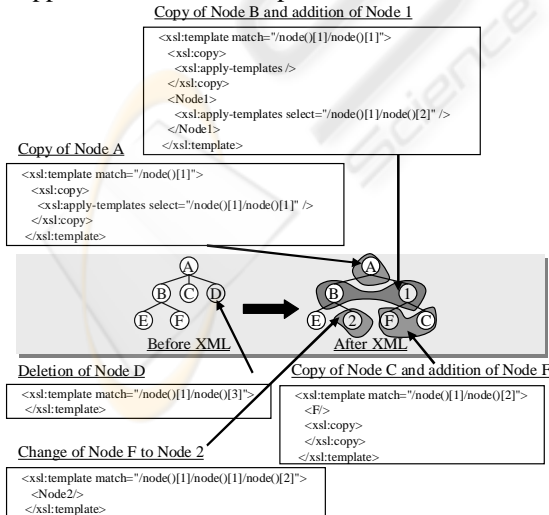 Copy of Node B and addition of Node 1
<xsl:template match="/node()[1]/node()[1]">
<xsl:copy>
<xsl:apply-templates />
</xsl:copy>
<Node1>
<xsl:apply-templates select="/node()[1]/node()[2]" />
</Node1>
</xsl:template>
Copy of Node A
<xsl:template match="/node()[1]">
<xsl:copy>
<xsl:apply-templates select="/node()[1]/node()[1]" />
</xsl:copy>
</xsl:template>
A A
B C D B 1
E F E 2 F C
Before XML After XML
Deletion of Node D
<xsl:template match="/node()[1]/node()[3]">
</xsl:template>
Copy of Node C and addition of Node F
<xsl:template match="/node()[1]/node()[2]">
<F/>
<xsl:copy>
</xsl:copy>
</xsl:template>
Change of Node F to Node 2
<xsl:template match="/node()[1]/node()[1]/node()[2]">
<Node2/>
</xsl:template>